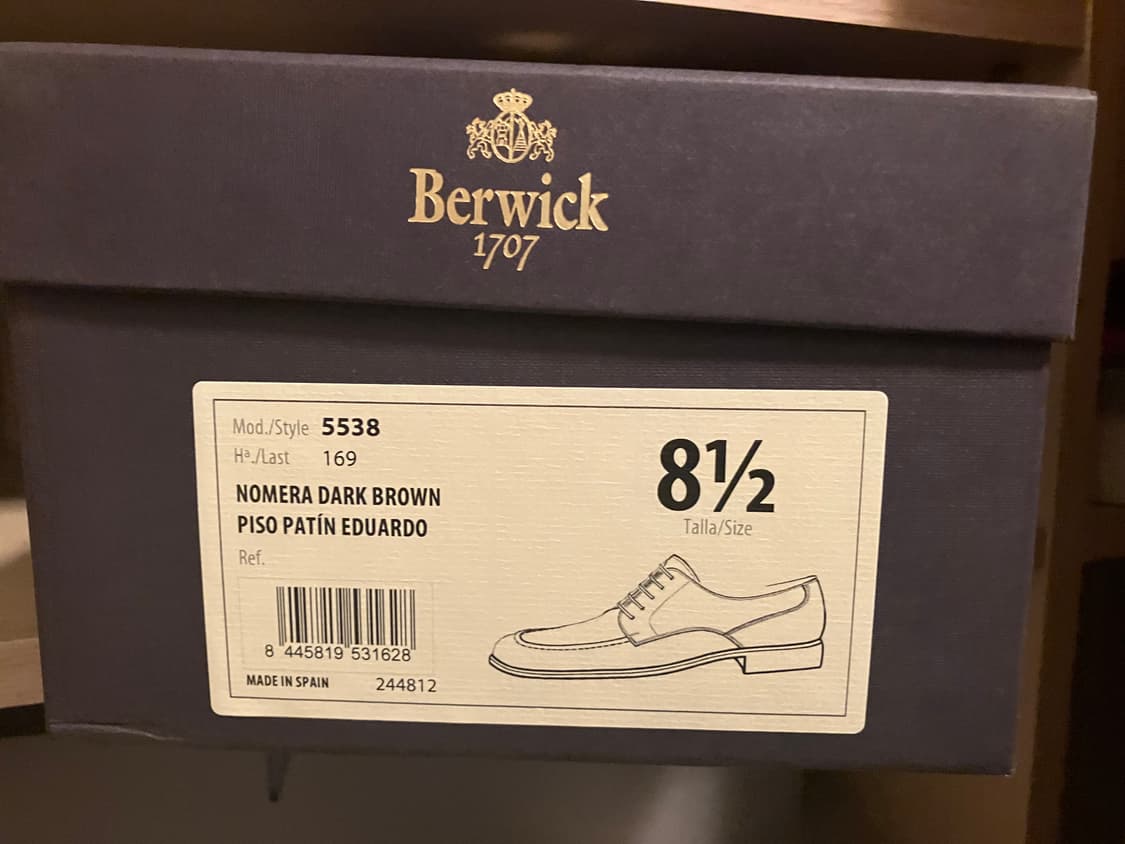 Berwick
1707
Mod./Style 5538
Hª./Last 169
NOMERA DARK BROWN
PISO PATÍN EDUARDO
Ref.
8 445819 531628
MADE IN SPAIN 244812
8½
Talla/Size